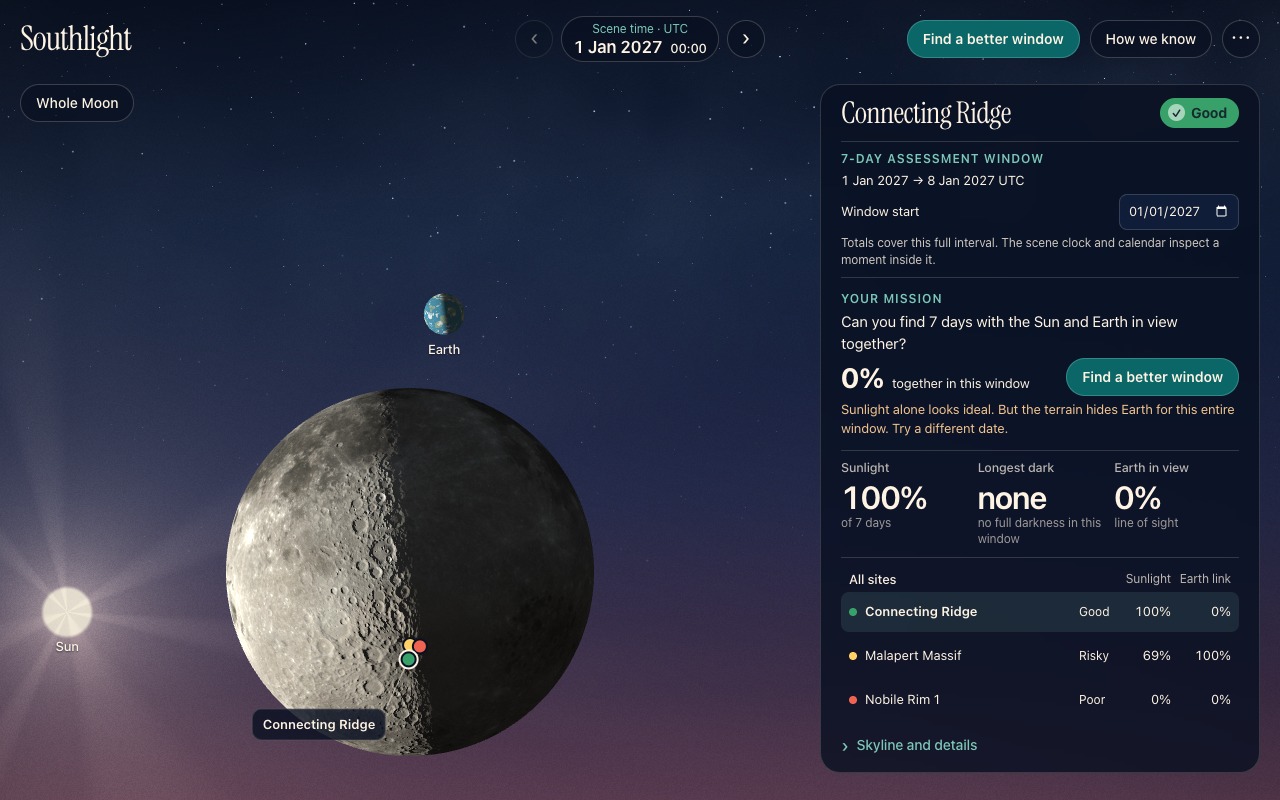 Southlight
‹
Scene time · UTC
1 Jan 2027 00:00
›
Find a better window
How we know
···
Whole Moon
Earth
Sun
Connecting Ridge
Connecting Ridge
Good
7-DAY ASSESSMENT WINDOW
1 Jan 2027 → 8 Jan 2027 UTC
Window start
01/01/2027
Totals cover this full interval. The scene clock and calendar inspect a
moment inside it.
YOUR MISSION
Can you find 7 days with the Sun and Earth in view
together?
0% together in this window
Find a better window
Sunlight alone looks ideal. But the terrain hides Earth for this entire
window. Try a different date.
Sunlight Longest dark Earth in view
100% none 0%
of 7 days no full darkness in this line of sight
window
All sites Sunlight Earth link
Connecting Ridge Good 100% 0%
Malapert Massif Risky 69% 100%
Nobile Rim 1 Poor 0% 0%
› Skyline and details